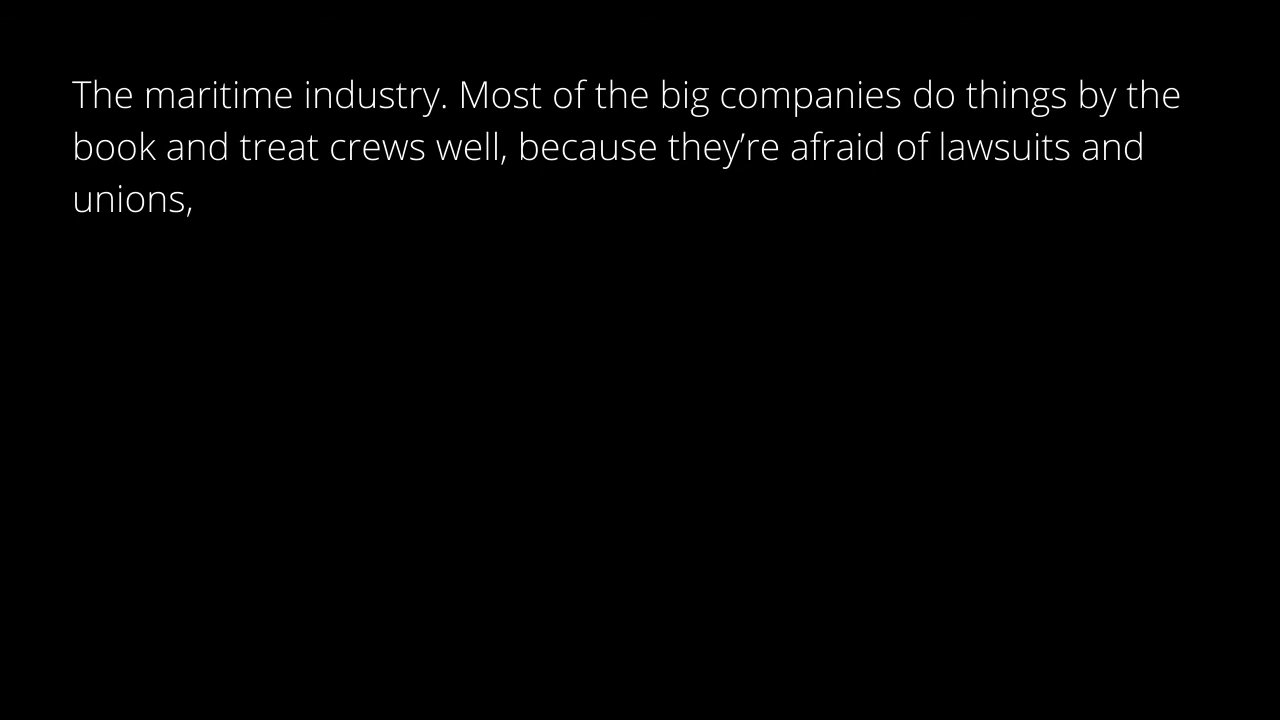 The maritime industry. Most of the big companies do things by the
book and treat crews well, because they’re afraid of lawsuits and
unions,